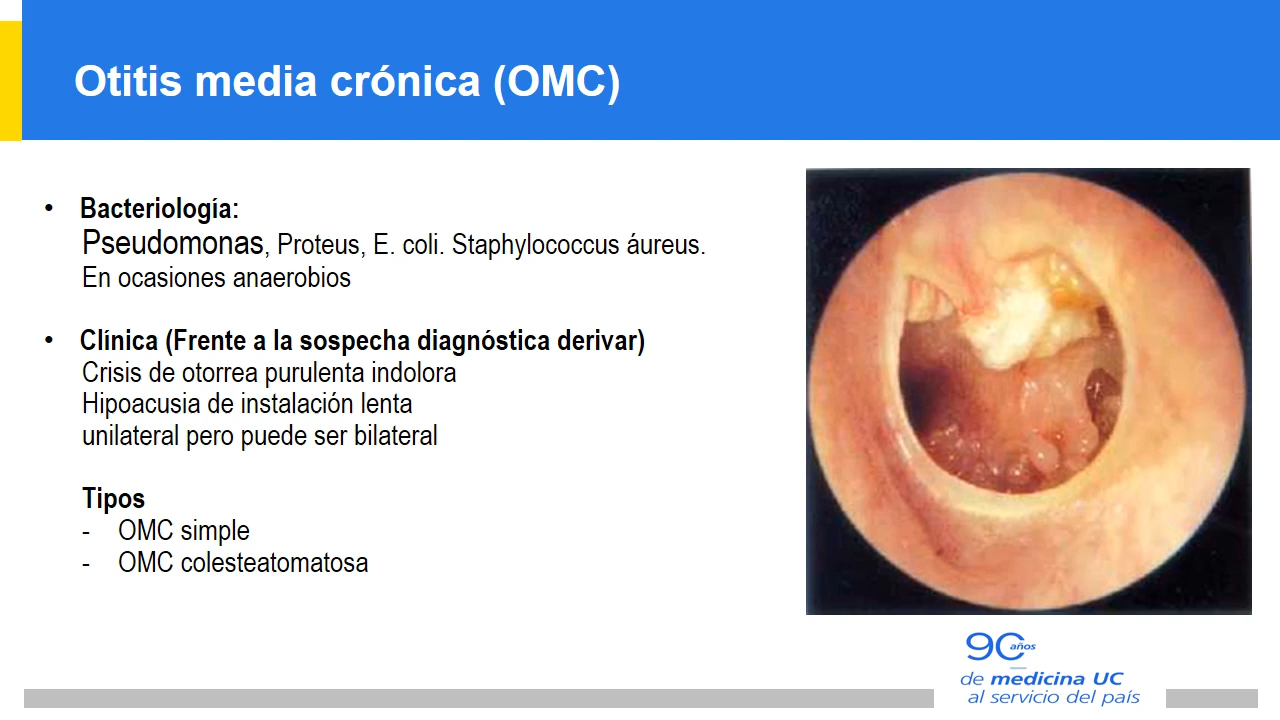 Otitis media crónica (OMC)
• Bacteriología:
Pseudomonas, Proteus, E. coli. Staphylococcus áureus.
En ocasiones anaerobios
• Clínica (Frente a la sospecha diagnóstica derivar)
Crisis de otorrea purulenta indolora
Hipoacusia de instalación lenta
unilateral pero puede ser bilateral
Tipos
- OMC simple
- OMC colesteatomatosa
90 años
de medicina UC
al servicio del país